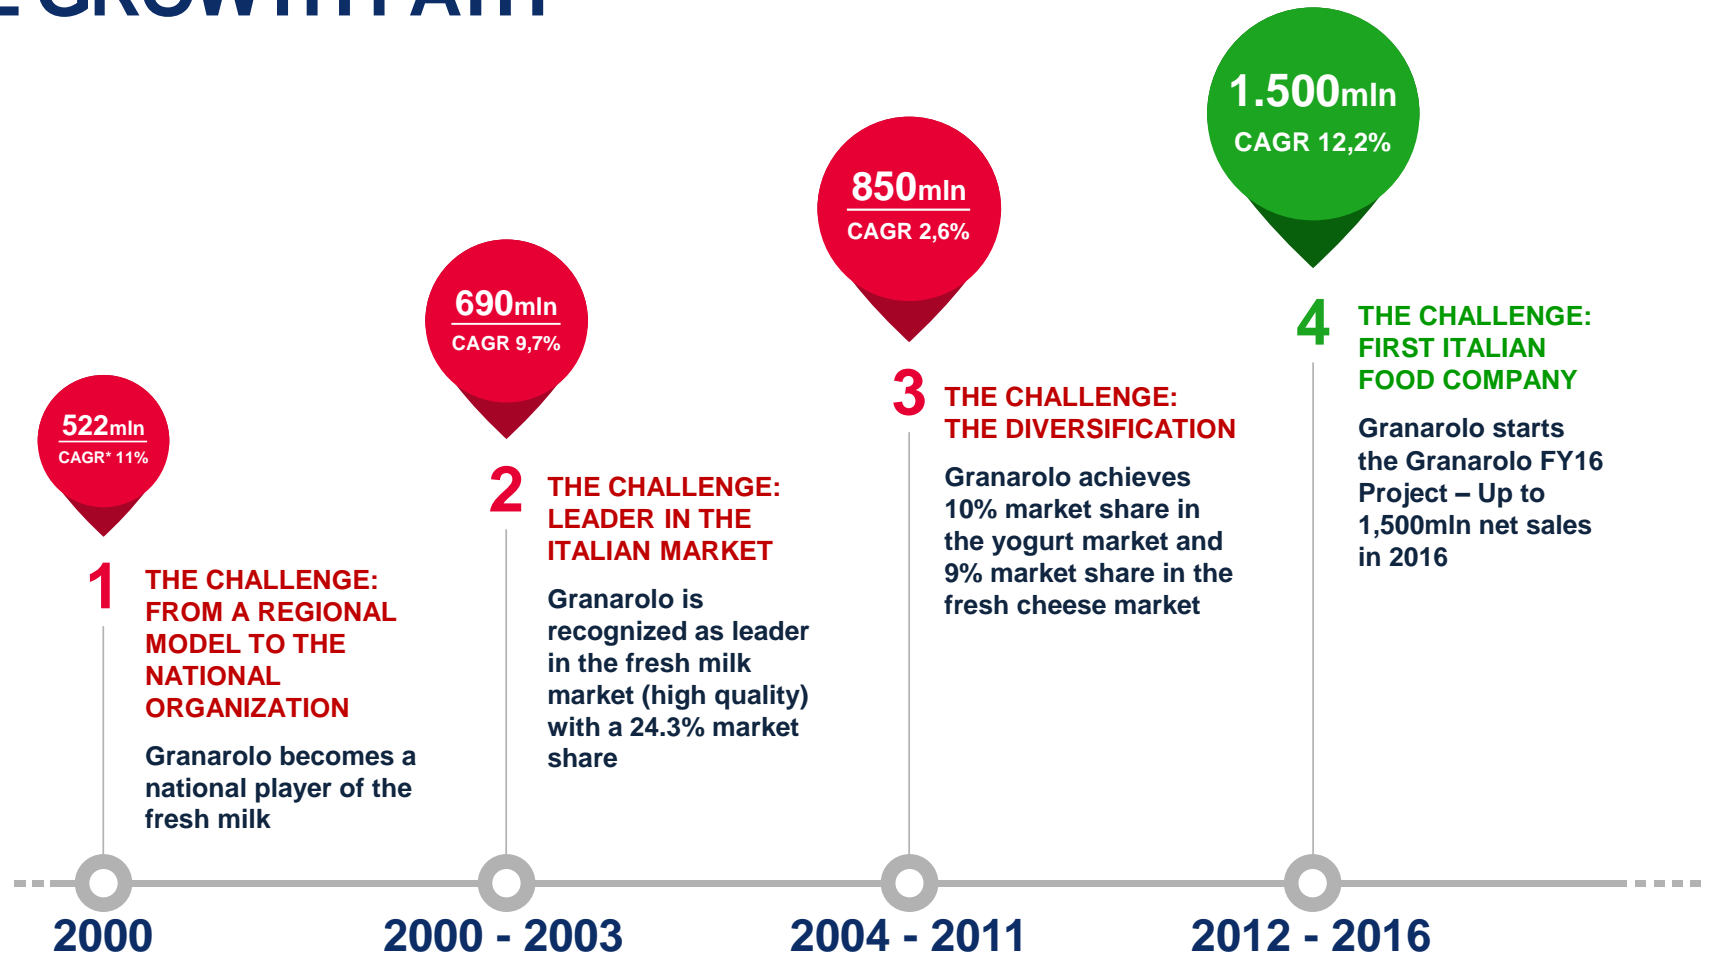 GROWTH PATH
522mln
CAGR* 11%
1
THE CHALLENGE:
FROM A REGIONAL
MODEL TO THE
NATIONAL
ORGANIZATION
Granarolo becomes a
national player of the
fresh milk
2000
690mln
CAGR 9,7%
2
THE CHALLENGE:
LEADER IN THE
ITALIAN MARKET
Granarolo is
recognized as leader
in the fresh milk
market (high quality)
with a 24.3% market
share
2000 - 2003
850mln
CAGR 2,6%
3
THE CHALLENGE:
THE DIVERSIFICATION
Granarolo achieves
10% market share in
the yogurt market and
9% market share in the
fresh cheese market
2004 - 2011
1.500mln
CAGR 12,2%
4
THE CHALLENGE:
FIRST ITALIAN
FOOD COMPANY
Granarolo starts
the Granarolo FY16
Project – Up to
1,500mln net sales
in 2016
2012 - 2016